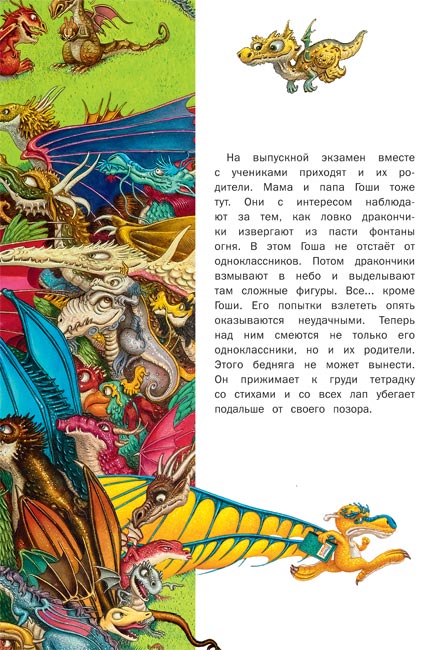 На выпускной экзамен вместе
с учениками приходят и их ро-
дители. Мама и папа Гоши тоже
тут. Они с интересом наблюда-
ют за тем, как ловко дракончи-
ки извергают из пасти фонтаны
огня. В этом Гоша не отстаёт от
одноклассников. Потом дракончики
взмывают в небо и выделывают
там сложные фигуры. Все... кроме
Гоши. Его попытки взлететь опять
оказываются неудачными. Теперь
над ним смеются не только его
одноклассники, но и их родители.
Этого бедняга не может вынести.
Он прижимает к груди тетрадку
со стихами и со всех лап убегает
подальше от своего позора.